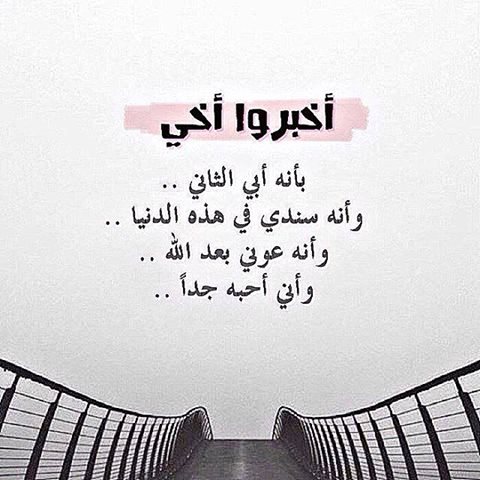 أخبروا أخي
بأنه أبي الثاني ..
وأنه سندي في هذه الدنيا ..
وأنه عوني بعد الله ..
وأني أحبه جداً ..